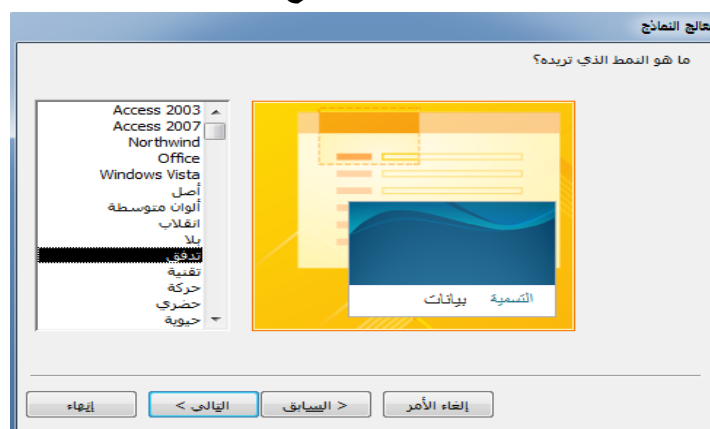 معالج النماذج
ما هو النمط الذي تريده؟
Access 2003
Access 2007
Northwind
Office
Windows Vista
أصل
ألوان متوسطة
انقلاب
بلا
تدفق
تقنية
حركة
حضري
حيوية
التسمية بيانات
إلغاء الأمر
< السابق
التالي >
إنهاء